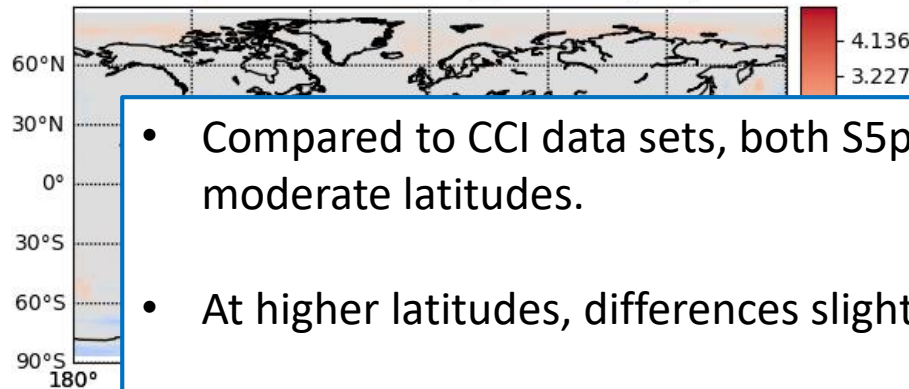 4.136
60°N
3.227
30°N
• Compared to CCI data sets, both S5p
moderate latitudes.
0°
30°S
60°S
• At higher latitudes, differences slight
90°S
180°